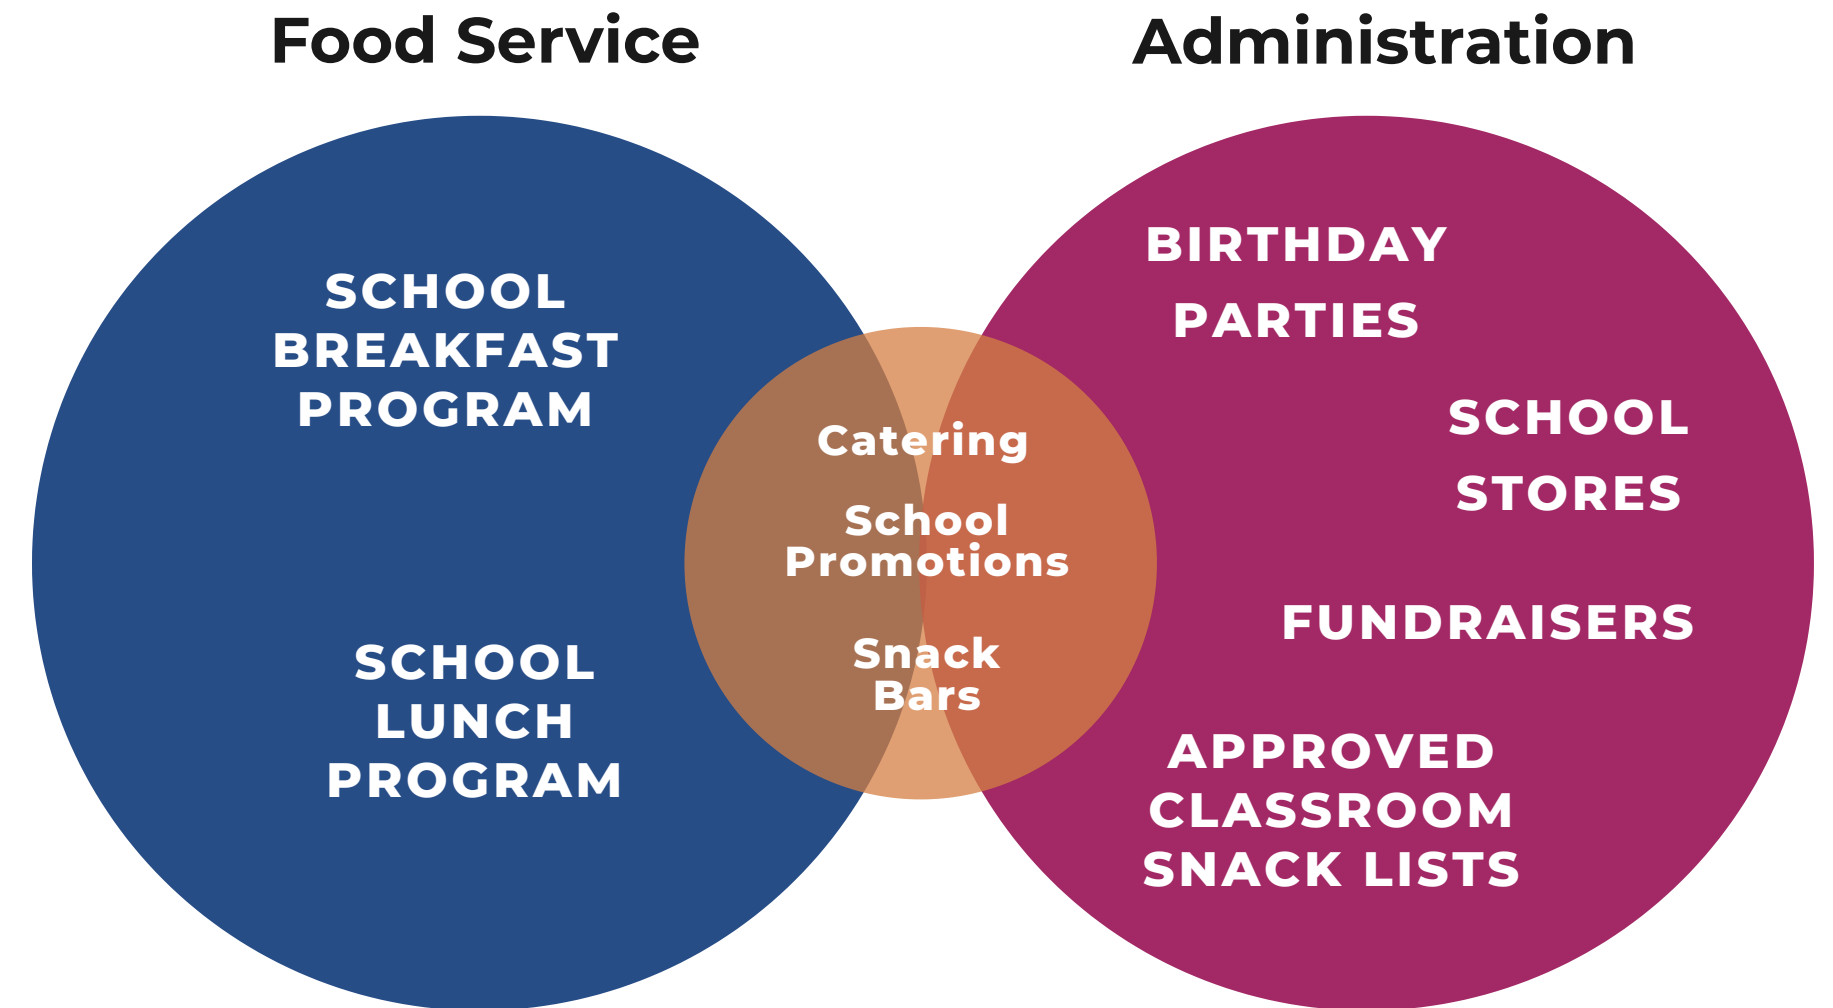 Food Service
Administration
SCHOOL
BREAKFAST
PROGRAM
SCHOOL
LUNCH
PROGRAM
Catering
School
Promotions
Snack
Bars
BIRTHDAY
PARTIES
SCHOOL
STORES
FUNDRAISERS
APPROVED
CLASSROOM
SNACK LISTS